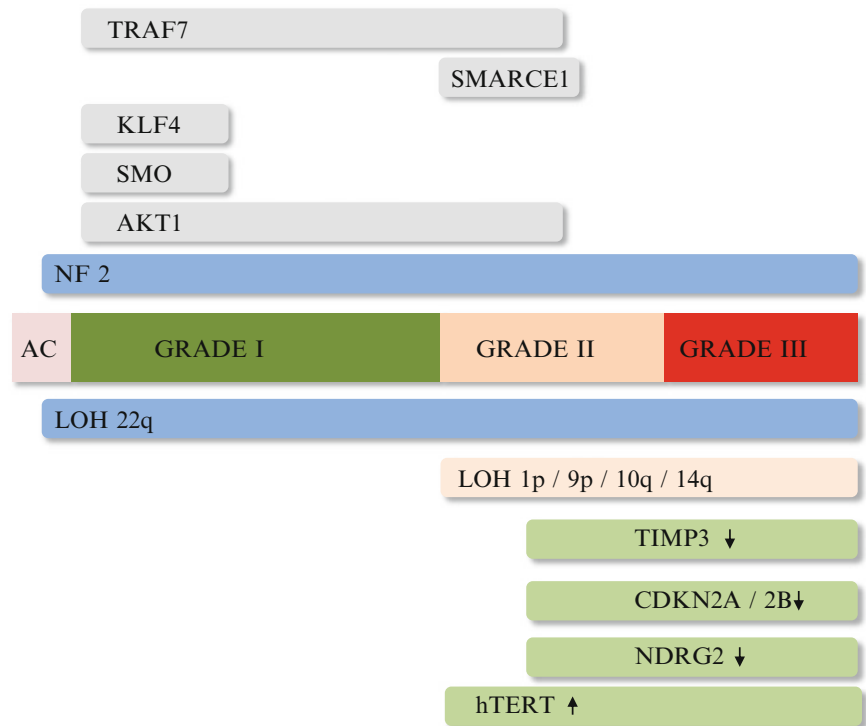 TRAF7
SMARCE1
KLF4
SMO
AKT1
NF 2
AC GRADE I GRADE II GRADE III
LOH 22q
LOH 1p / 9p / 10q / 14q
TIMP3 ↓
CDKN2A / 2B↓
NDRG2 ↓
hTERT ↑